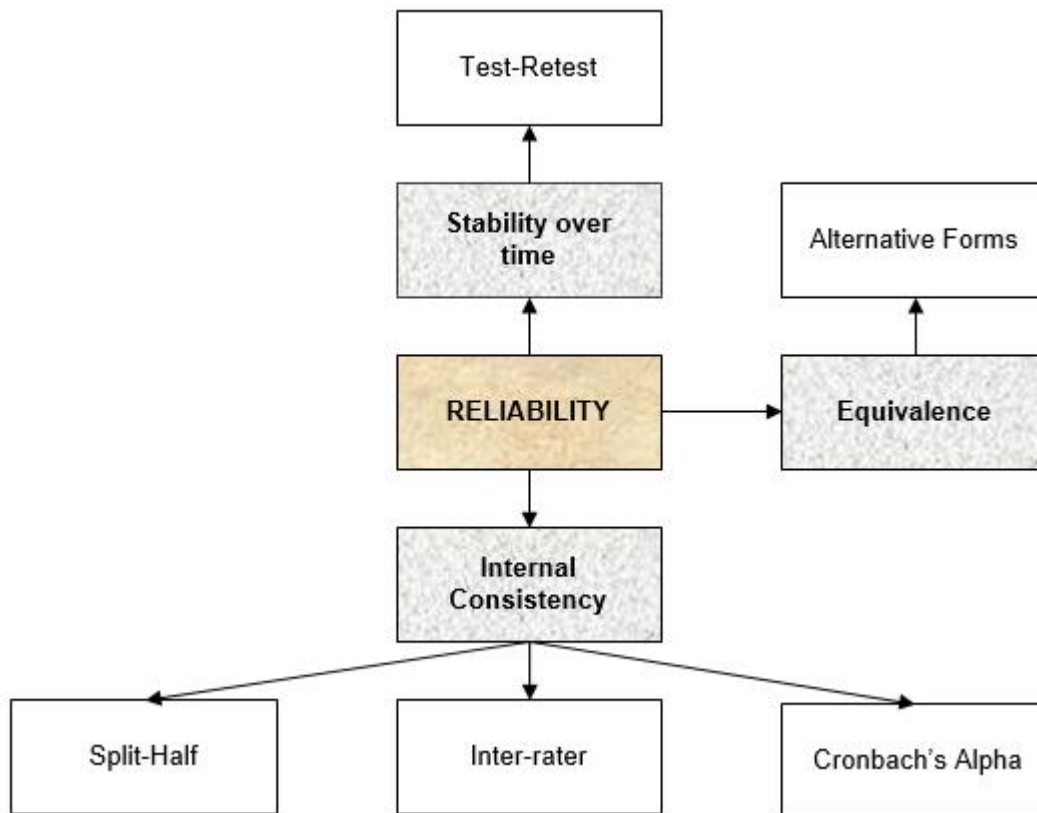 Test-Retest
Stability over
time
Alternative Forms
RELIABILITY
Equivalence
Internal
Consistency
Split-Half
Inter-rater
Cronbach’s Alpha